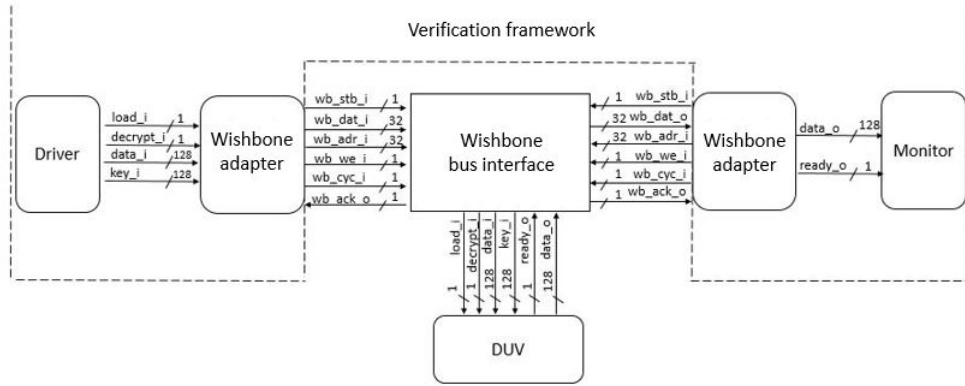 Verification framework
Driver
load_i 1
decrypt_i 1
data_i 128
key_i 128
Wishbone
adapter
wb_stb_i 1
wb_dat_i 32
wb_adr_i 32
wb_we_i 1
wb_cyc_i 1
wb_ack_o 1
Wishbone
bus interface
1 wb_stb_i
32 wb_dat_o
32 wb_adr_i
1 wb_we_i
1 wb_cyc_i
1 wb_ack_o
Wishbone
adapter
data_o 128
ready_o 1
Monitor
1 load_i
1 decrypt_i
128 data_i
128 key_i
1 ready_o
128 data_o
DUV